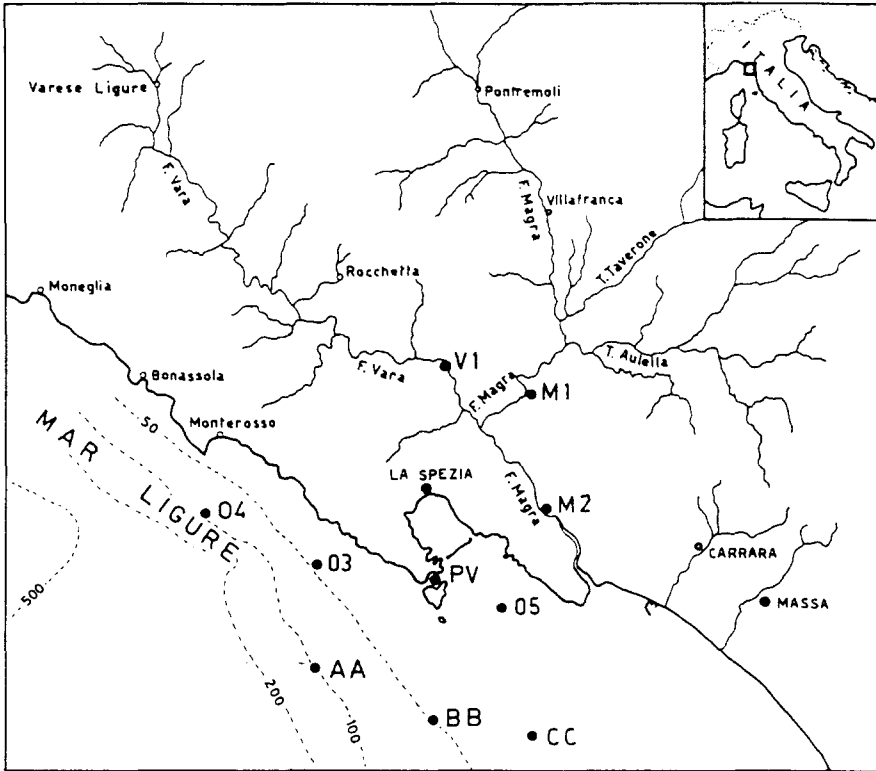 ITALIA
Varese Ligure
Pontremoli
F. Vara
F. Magra
Villafranca
T. Taverone
Rocchetta
Moneglia
V1
F. Vara
T. Aulella
Bonassola
F. Magra
M1
50
Monterosso
MAR
LIGURE
LA SPEZIA
F. Magra
M2
04
CARRARA
03
PV
500
05
MASSA
AA
200
100
BB
CC